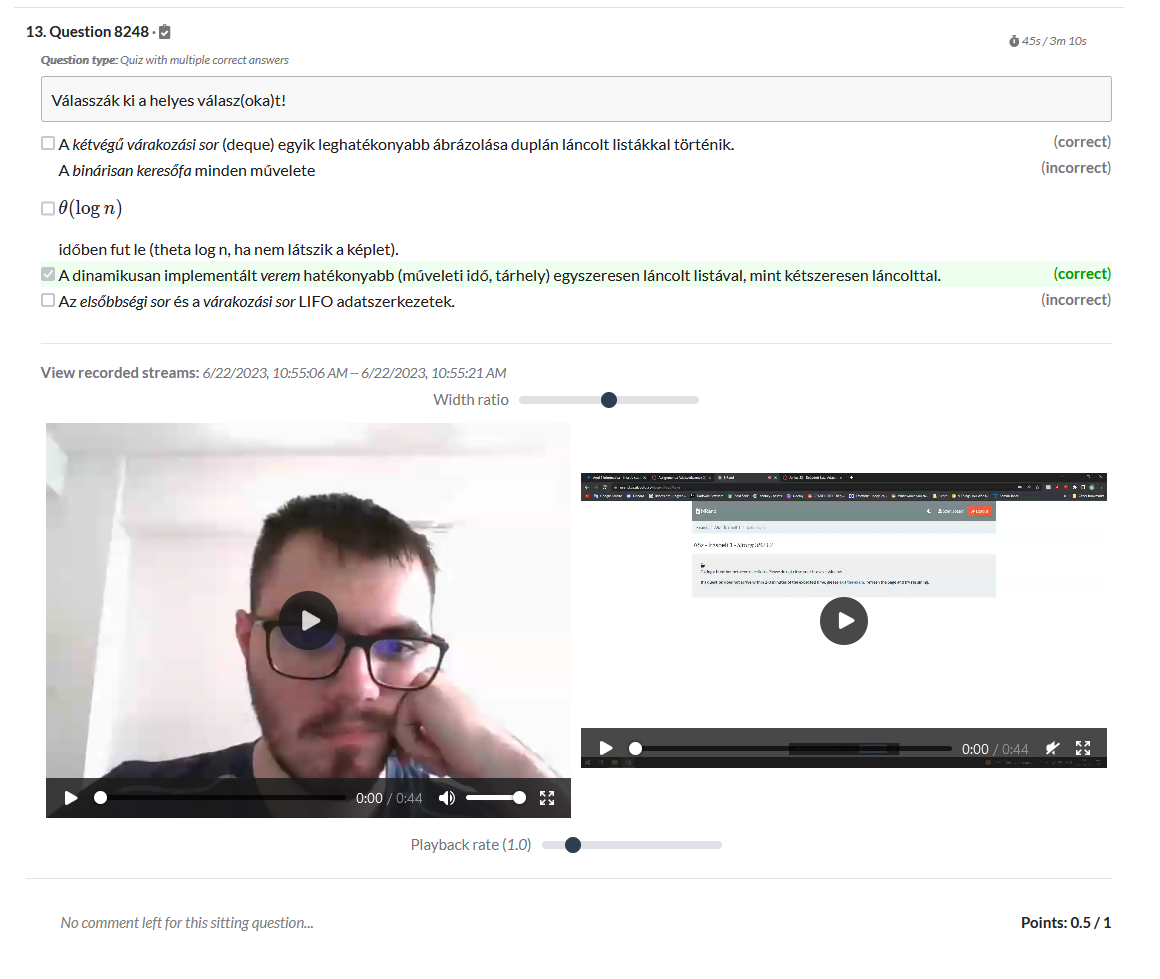 13. Question 8248 ·
45s / 3m 10s
Question type: Quiz with multiple correct answers
Válasszák ki a helyes válasz(oka)t!
A kétvégű várakozási sor (deque) egyik leghatékonyabb ábrázolása duplán láncolt listákkal történik. (correct)
A binárisan keresőfa minden művelete (incorrect)
θ(log n)
időben fut le (theta log n, ha nem látszik a képlet).
A dinamikusan implementált verem hatékonyabb (műveleti idő, tárhely) egyszeresen láncolt listával, mint kétszeresen láncolttal. (correct)
Az elsőbbségi sor és a várakozási sor LIFO adatszerkezetek. (incorrect)
View recorded streams: 6/22/2023, 10:55:06 AM -- 6/22/2023, 10:55:21 AM
Width ratio
0:00 / 0:44
0:00 / 0:44
Playback rate (1.0)
No comment left for this sitting question...
Points: 0.5 / 1